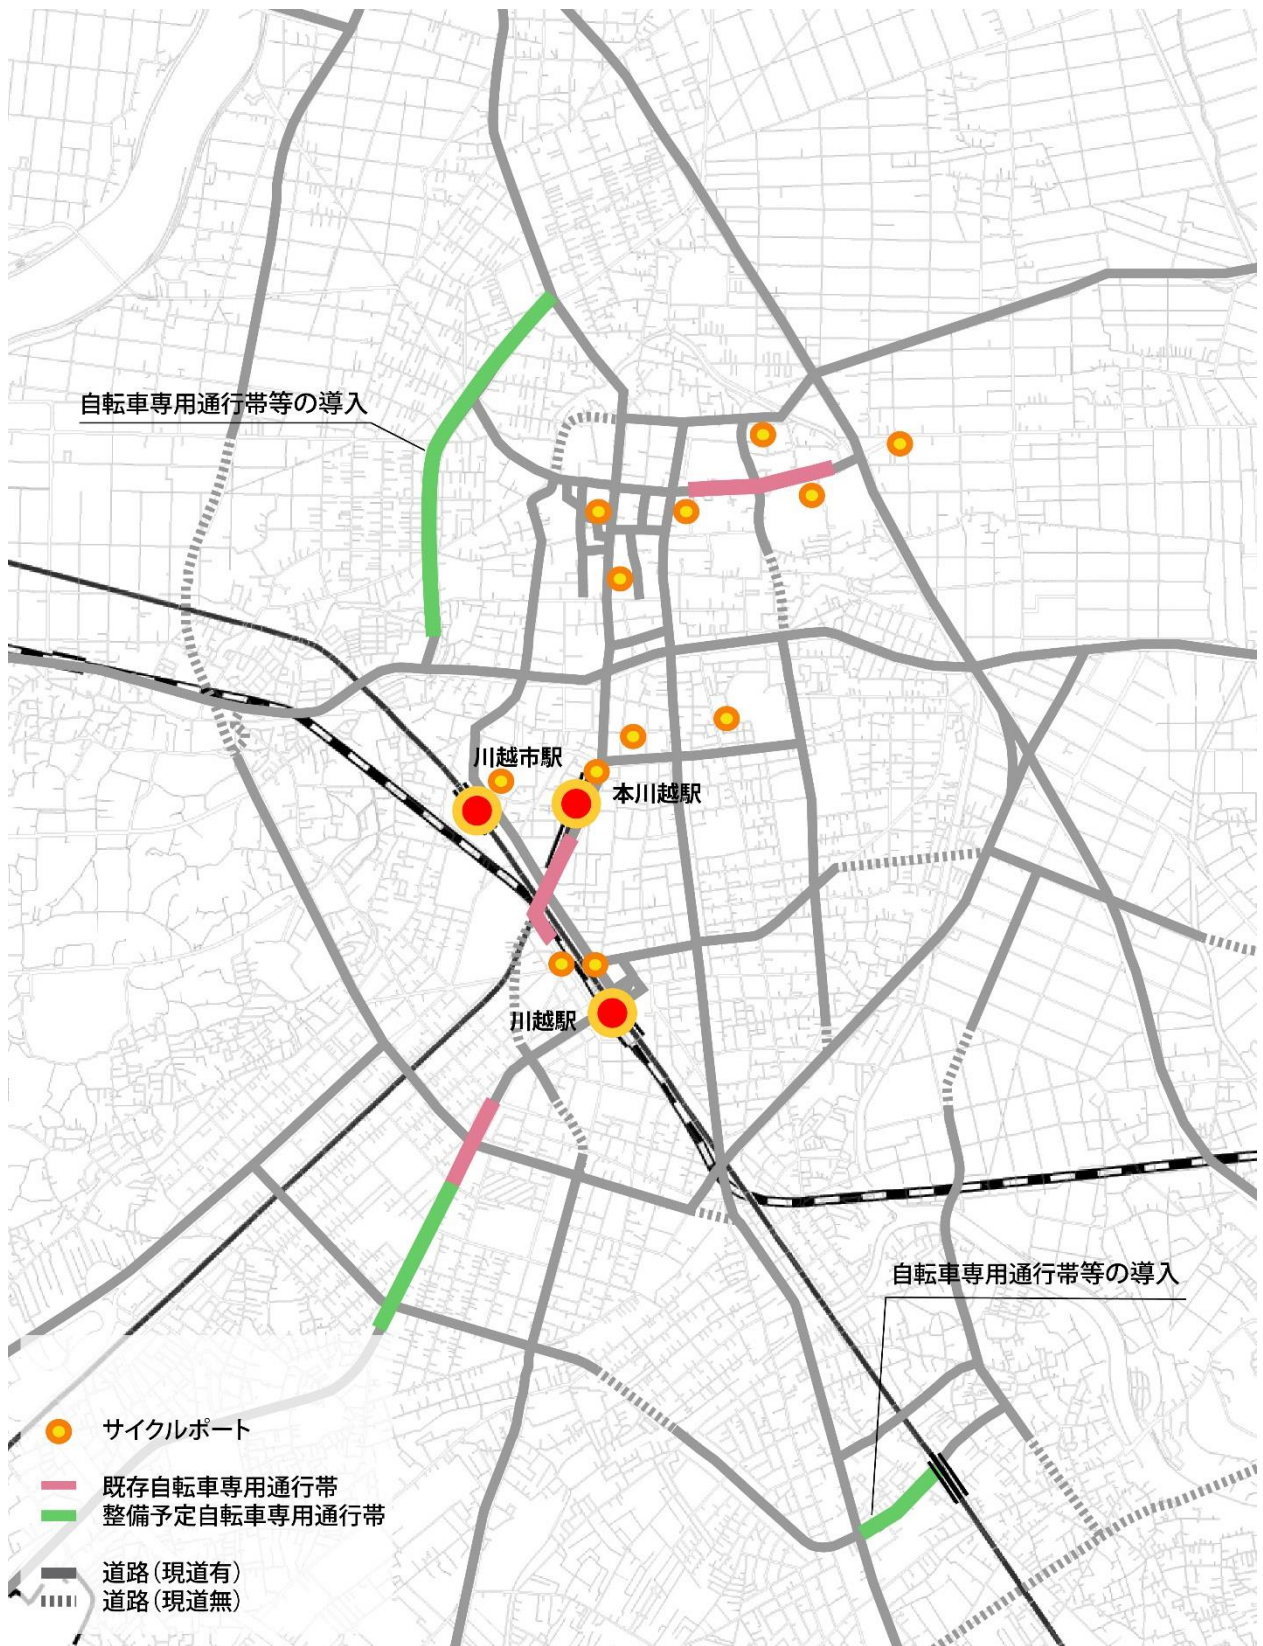 自転車専用通行帯等の導入
川越市駅
本川越駅
川越駅
自転車専用通行帯等の導入
サイクルポート
既存自転車専用通行帯
整備予定自転車専用通行帯
道路（現道有）
道路（現道無）